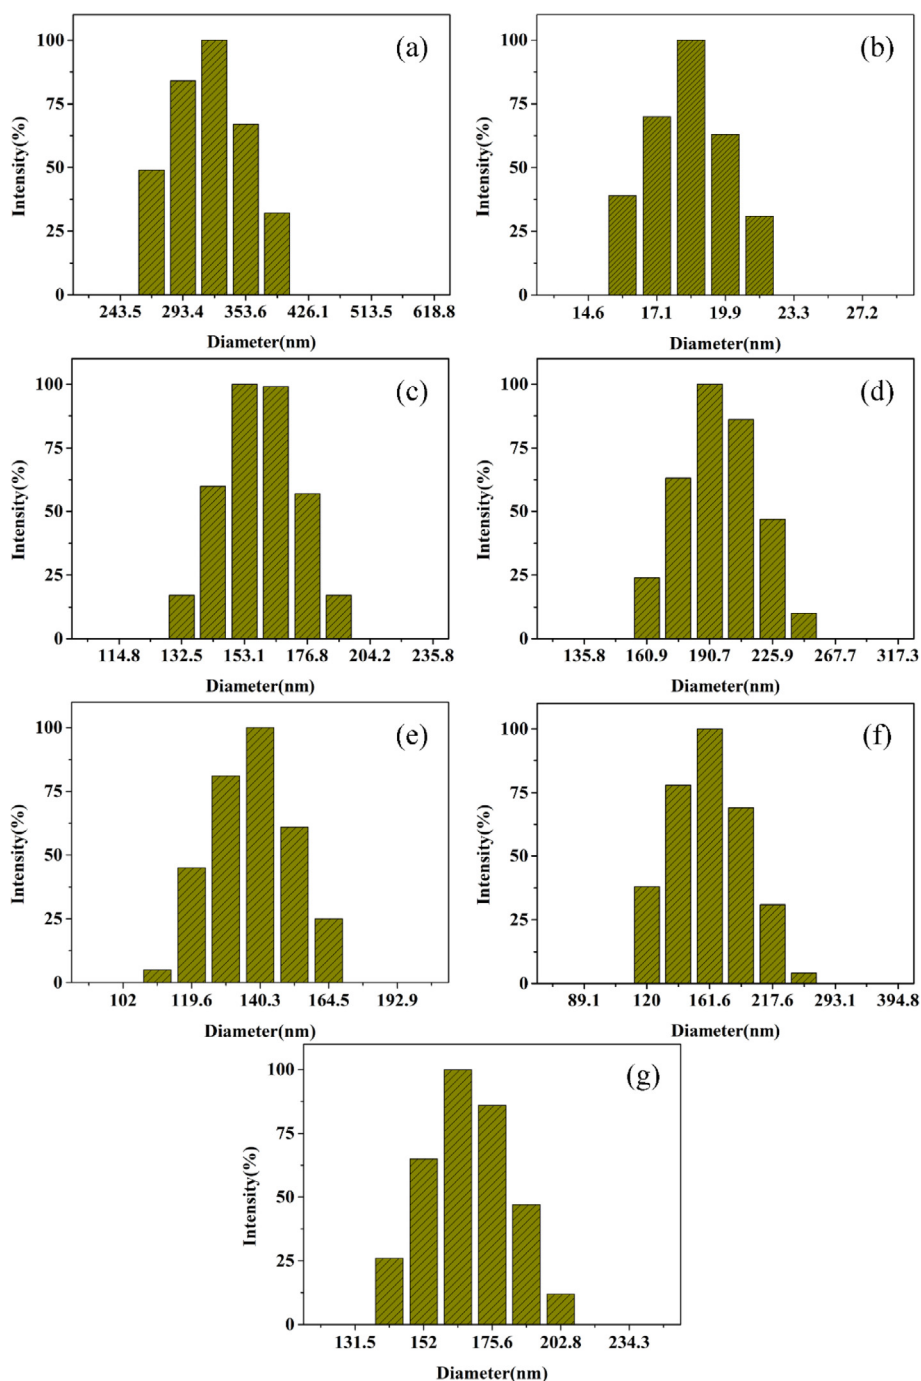 (a)
100
75
50
25
0
Intensity(%)
243.5 293.4 353.6 426.1 513.5 618.8
Diameter(nm)
(b)
100
75
50
25
0
Intensity(%)
14.6 17.1 19.9 23.3 27.2
Diameter(nm)
(c)
100
75
50
25
0
Intensity(%)
114.8 132.5 153.1 176.8 204.2 235.8
Diameter(nm)
(d)
100
75
50
25
0
Intensity(%)
135.8 160.9 190.7 225.9 267.7 317.3
Diameter(nm)
(e)
100
75
50
25
0
Intensity(%)
102 119.6 140.3 164.5 192.9
Diameter(nm)
(f)
100
75
50
25
0
Intensity(%)
89.1 120 161.6 217.6 293.1 394.8
Diameter(nm)
(g)
100
75
50
25
0
Intensity(%)
131.5 152 175.6 202.8 234.3
Diameter(nm)